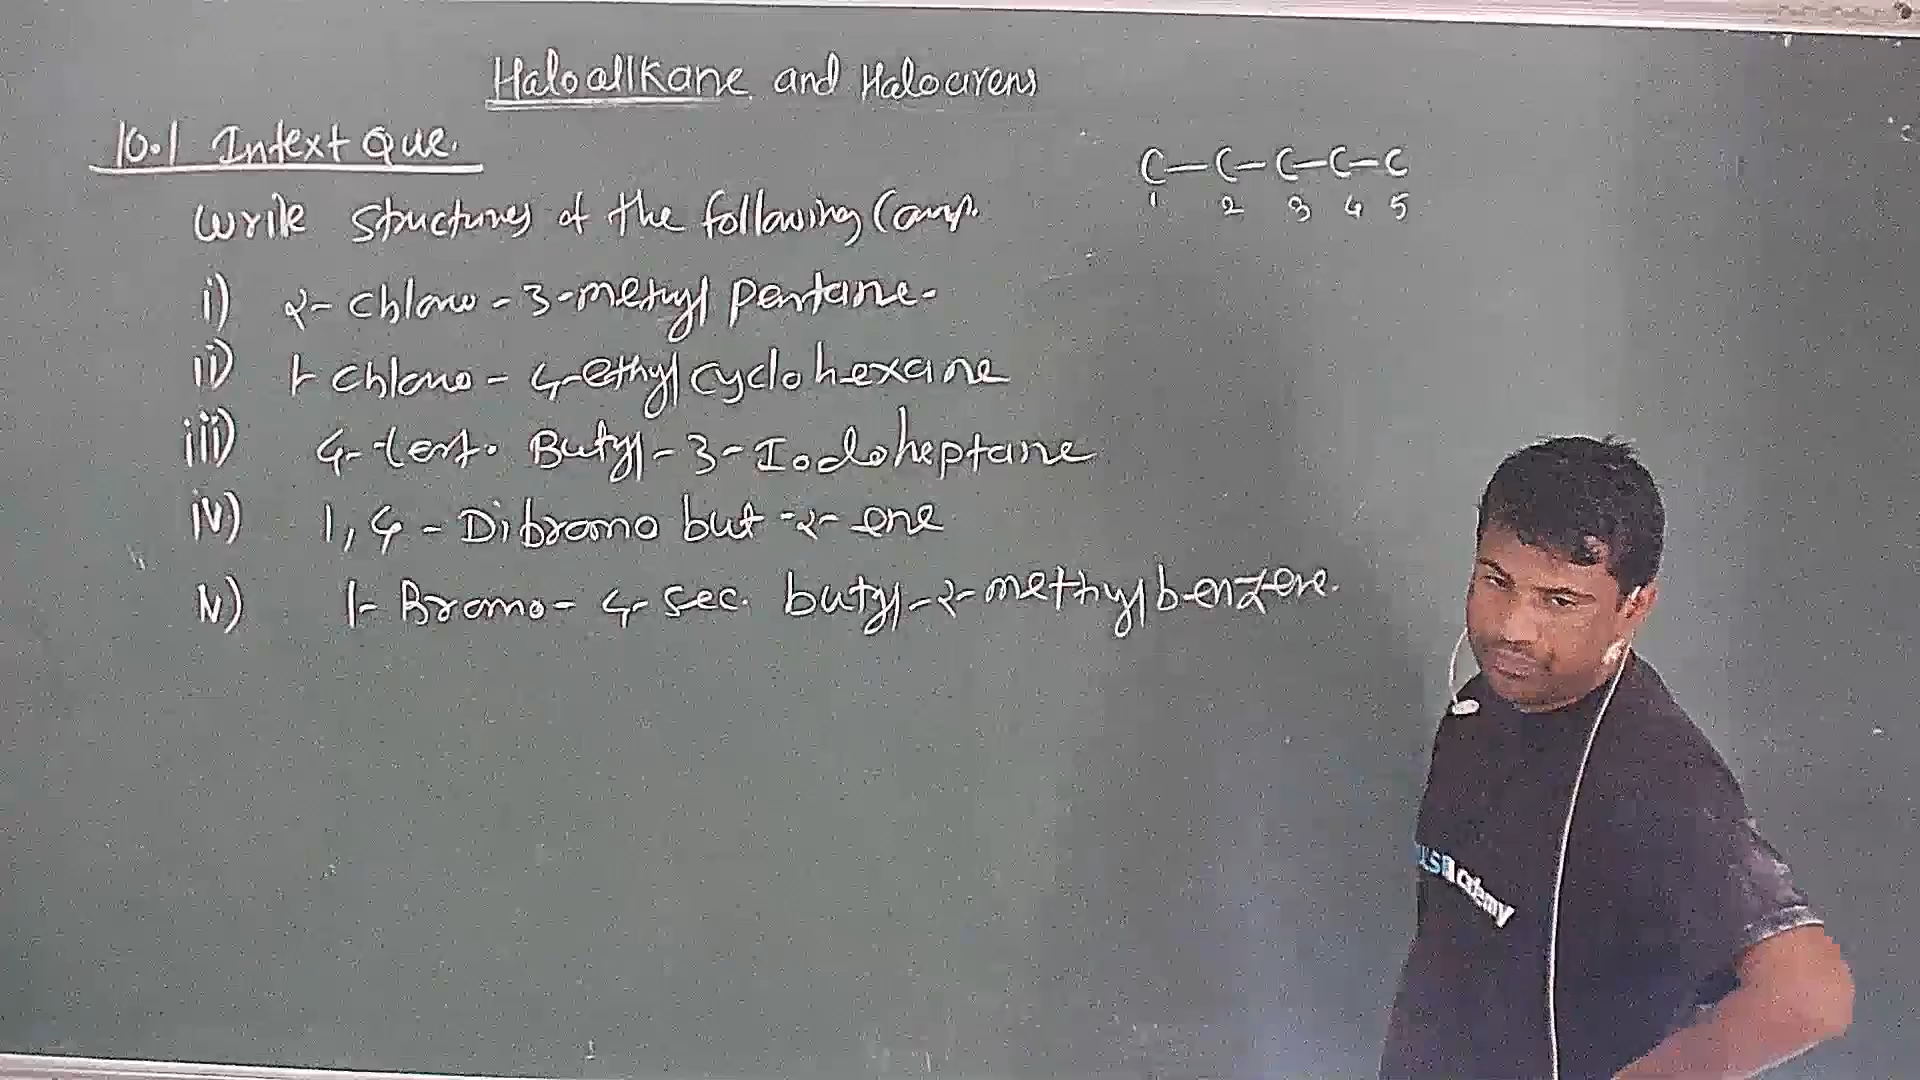 Haloallkane and Haloarens
10.1 Intext Que.
Write structures of the following Comp.
i) 2- chloro - 3-methyl pentane-
ii) 1- chloro - 4-ethyl cyclohexane
iii) 4- tert. Butyl - 3 - Iodoheptane
iv) 1, 4 - Dibromo but -2- ene
iv) 1- Bromo - 4- sec. butyl -2- methylbenzene.
C—C—C—C—C
1 2 3 4 5